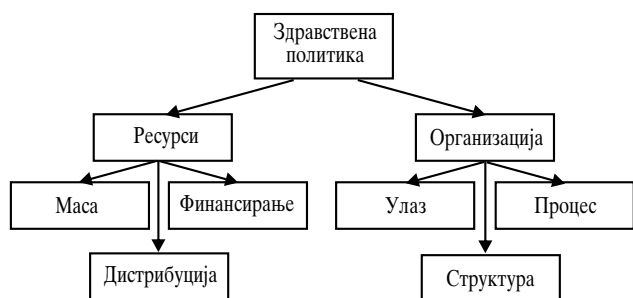 Здравствена
политика
Ресурси
Организација
Маса
Финансирање
Улаз
Процес
Дистрибуција
Структура